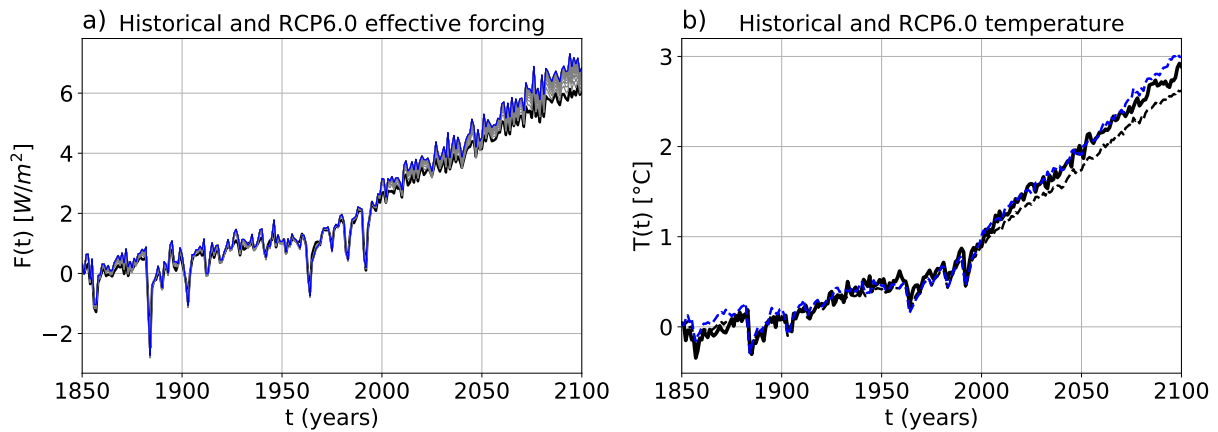 a) Historical and RCP6.0 effective forcing
F(t) [W/m²]
6
4
2
0
−2
1850 1900 1950 2000 2050 2100
t (years)
b) Historical and RCP6.0 temperature
T(t) [°C]
3
2
1
0
1850 1900 1950 2000 2050 2100
t (years)